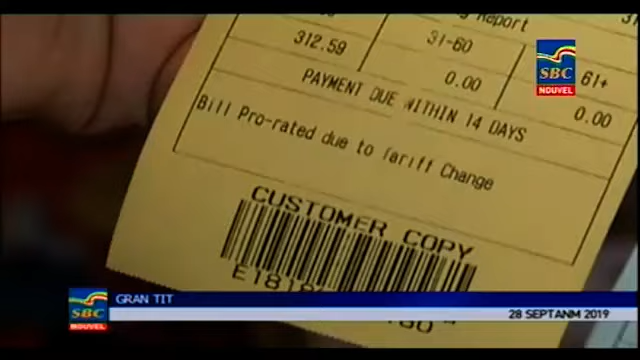 Report
312.59
31-60
61+
0.00
0.00
PAYMENT DUE WITHIN 14 DAYS
Bill Pro-rated due to Tariff Change
CUSTOMER COPY
SBC
NOUVEL
SBC
NOUVEL
GRAN TIT
28 SEPTANM 2019